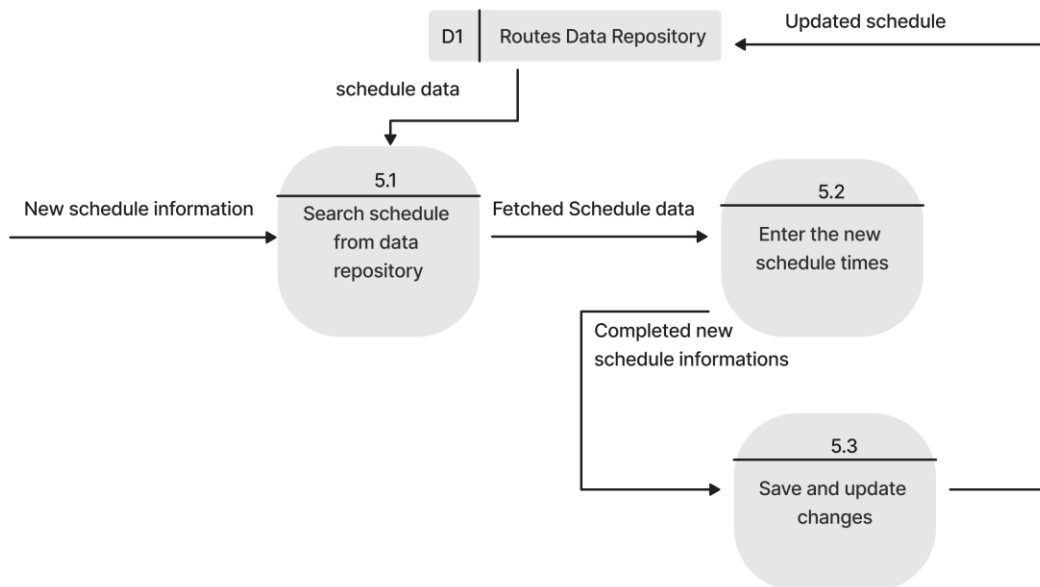 Updated schedule
D1 Routes Data Repository
schedule data
5.1
Search schedule
from data
repository
New schedule information
Fetched Schedule data
5.2
Enter the new
schedule times
Completed new
schedule informations
5.3
Save and update
changes